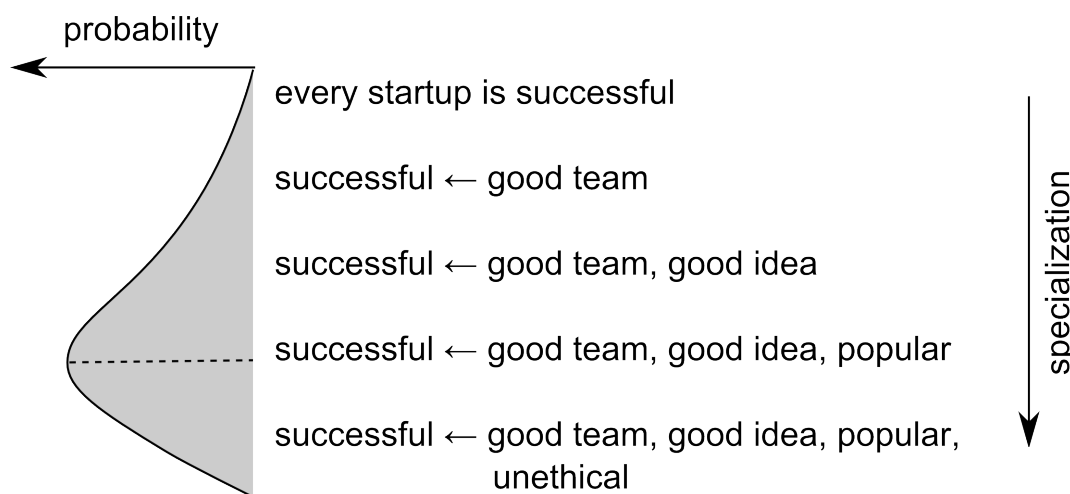 probability
every startup is successful
successful ← good team
successful ← good team, good idea
successful ← good team, good idea, popular
successful ← good team, good idea, popular,
unethical
specialization